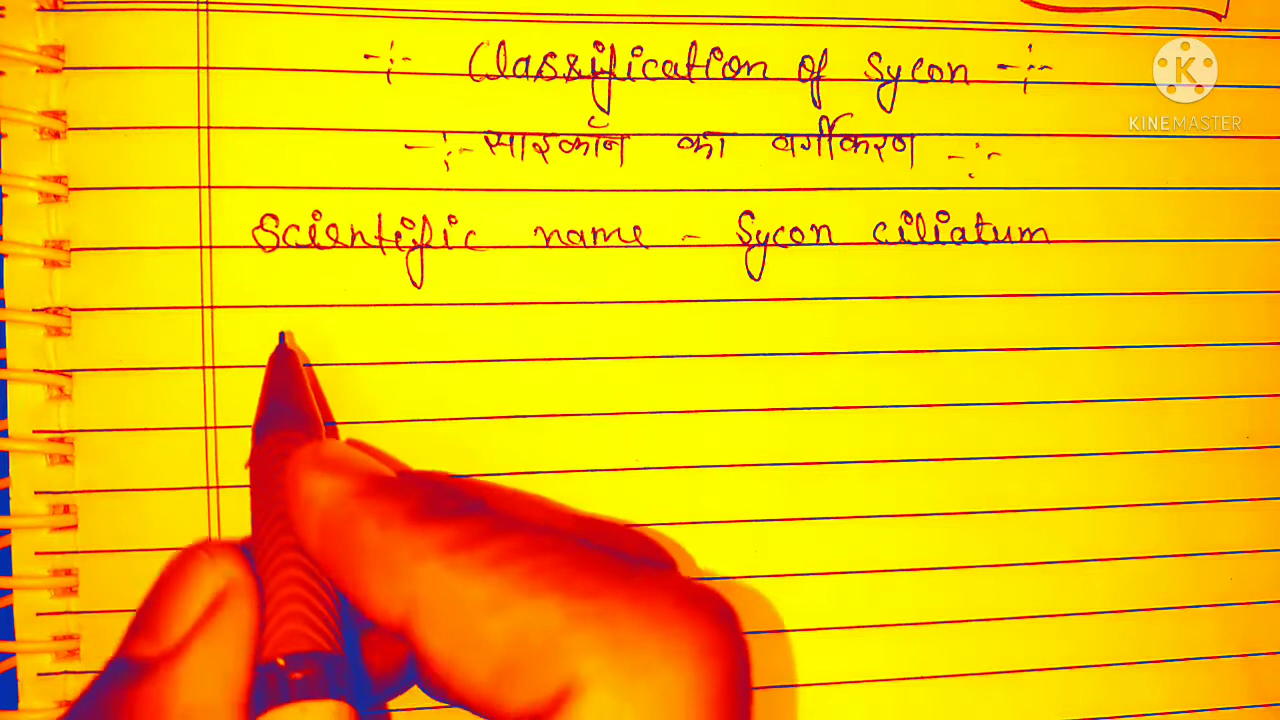 -:- Classification of Sycon -:-
-:- साइकॉन का वर्गीकरण -:-
Scientific name - Sycon ciliatum
K
KINEMASTER